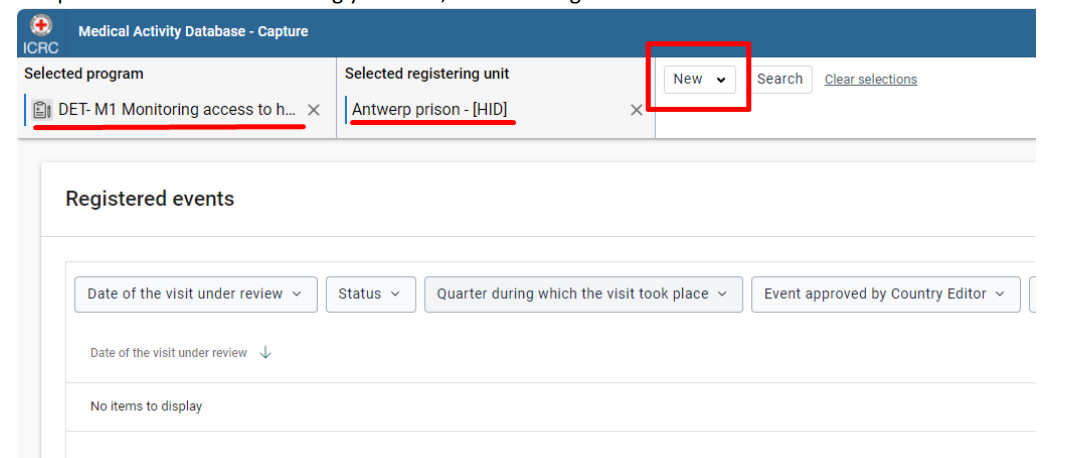 Medical Activity Database - Capture
ICRC
Selected program
Selected registering unit
New
Search
Clear selections
DET- M1 Monitoring access to h...
Antwerp prison - [HID]
Registered events
Date of the visit under review
Status
Quarter during which the visit took place
Event approved by Country Editor
Date of the visit under review
No items to display